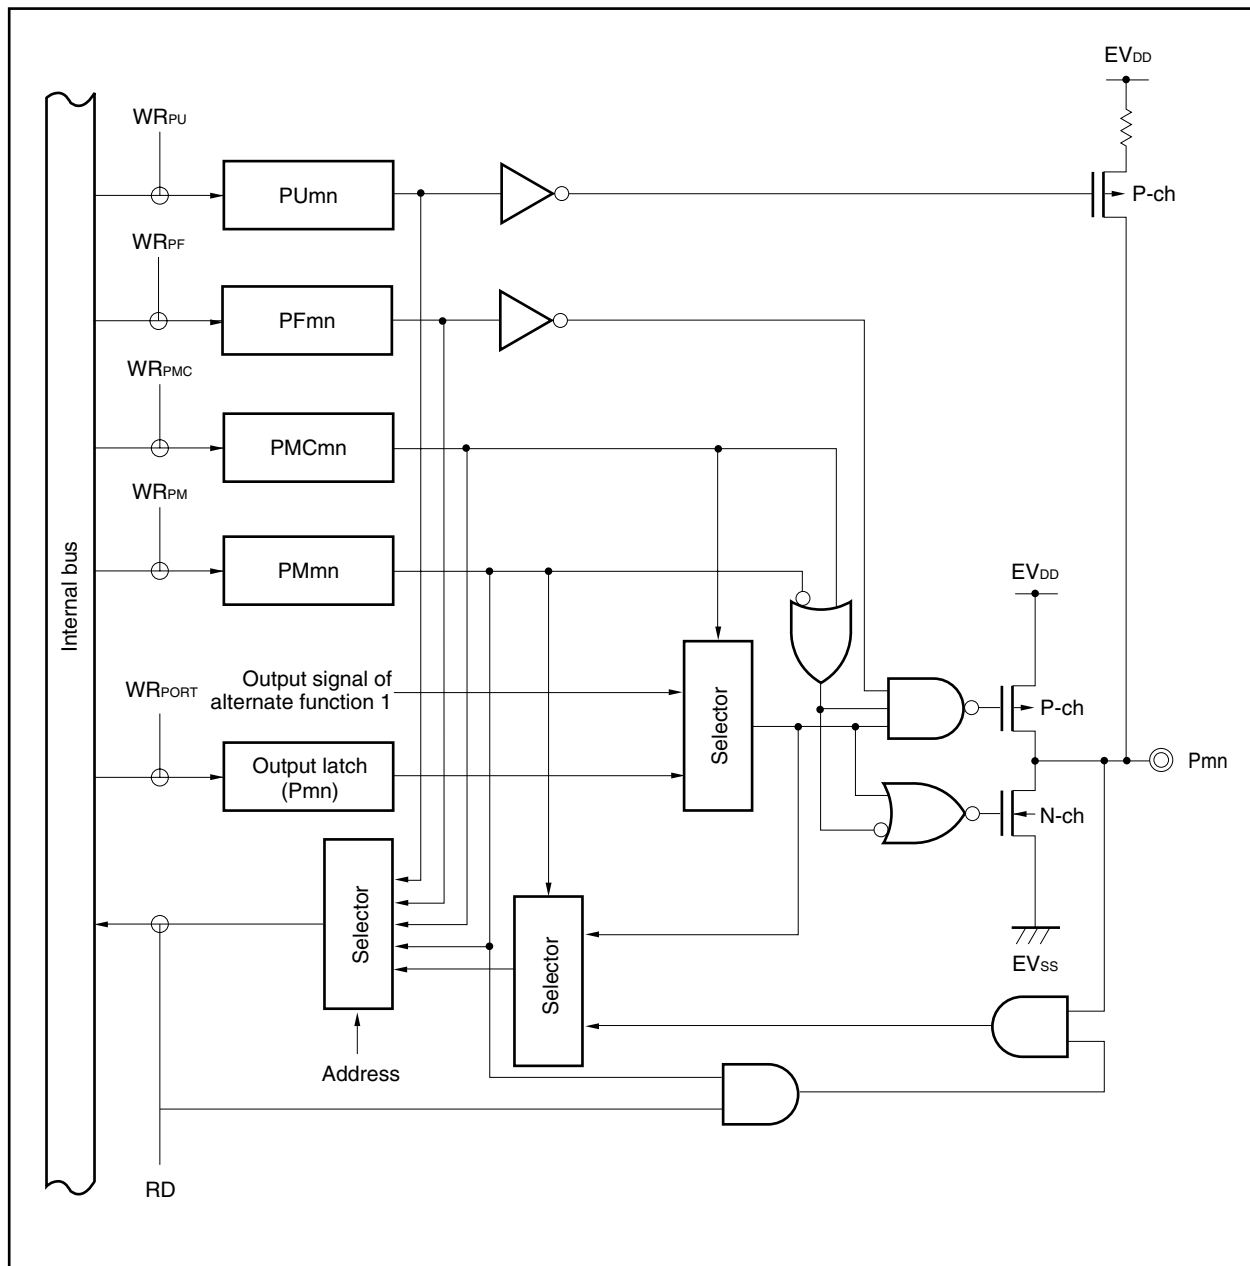 EVDD
WRPU
PUmn
P-ch
WRPF
PFmn
WRPMC
PMCmn
WRPM
PMmn
EVDD
Internal bus
Output signal of
alternate function 1
WRPORT
Selector
P-ch
Output latch
(Pmn)
Pmn
N-ch
Selector
Selector
EVSS
Address
RD